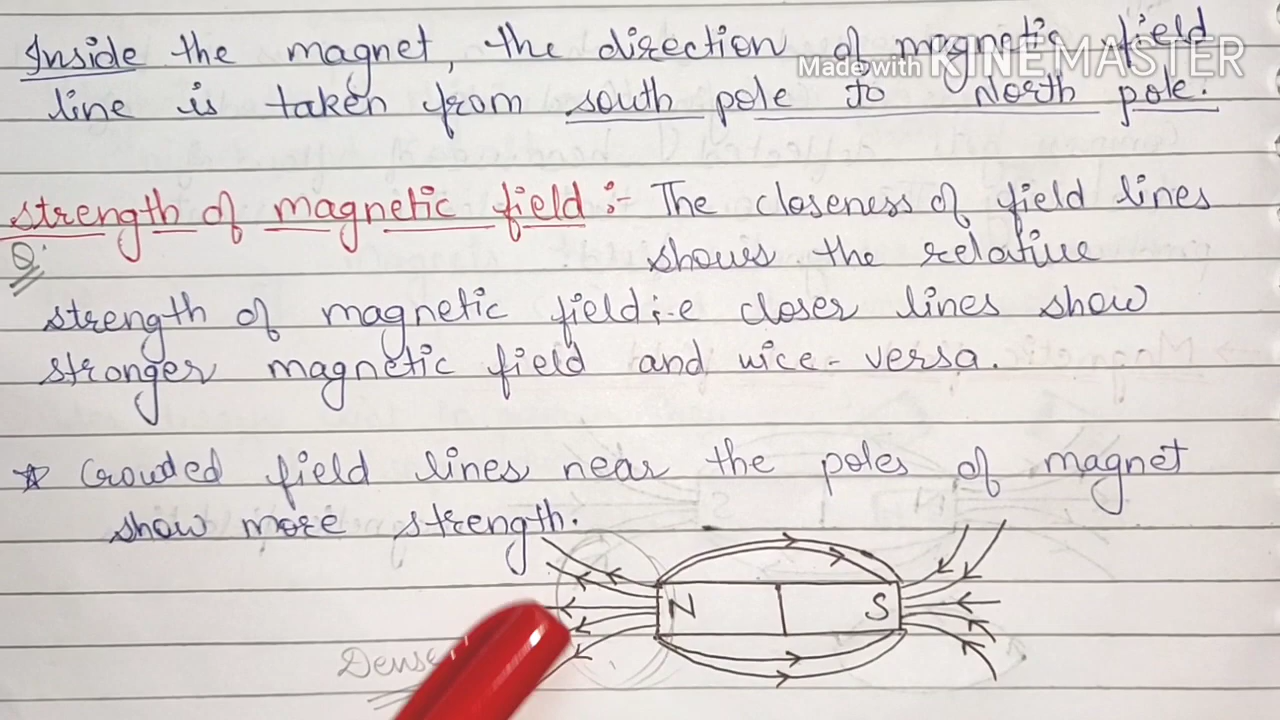 Inside the magnet, the direction of magnetic field
Made with KINEMASTER
line is taken from south pole to North pole.
strength of magnetic field :- The closeness of field lines
Q.
shows the relative
strength of magnetic field i.e closer lines show
stronger magnetic field and vice-versa.
* Crowded field lines near the poles of magnet
show more strength.
N S
Dense